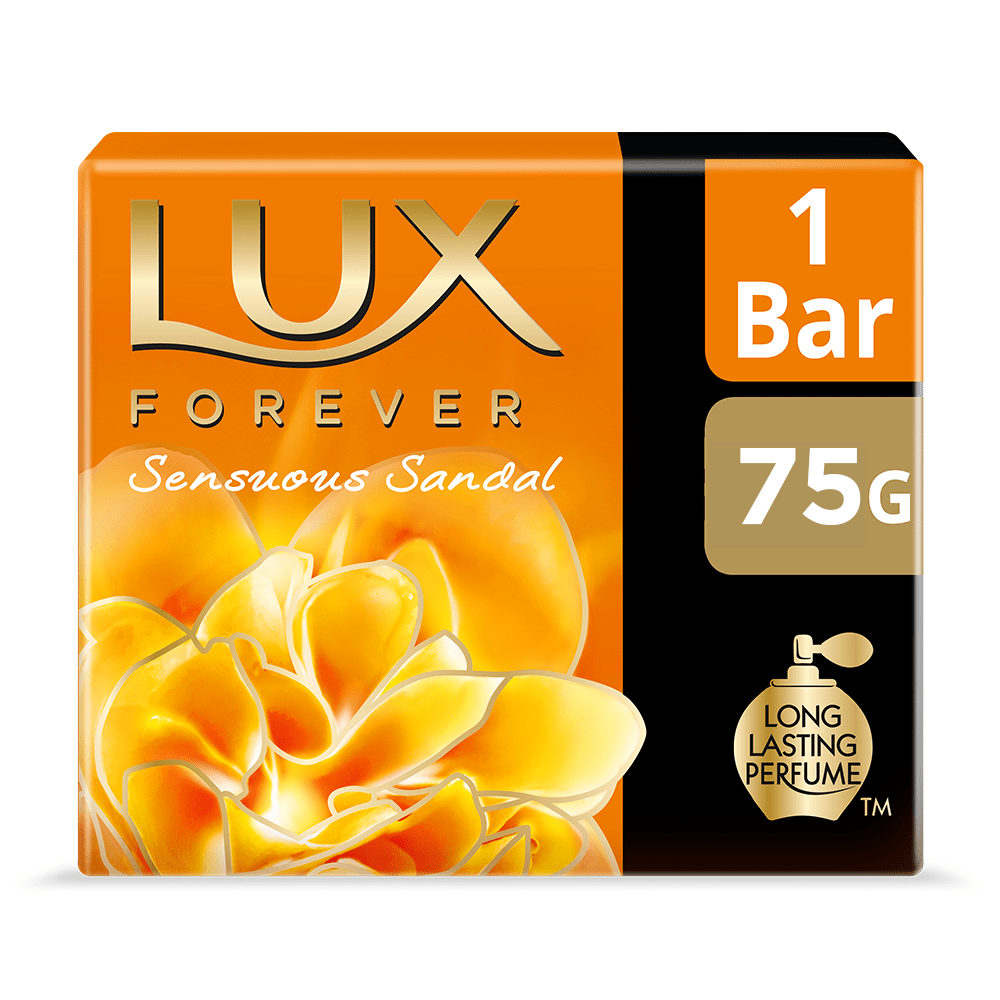 LUX
FOREVER
Sensuous Sandal
1
Bar
75G
LONG
LASTING
PERFUME
TM